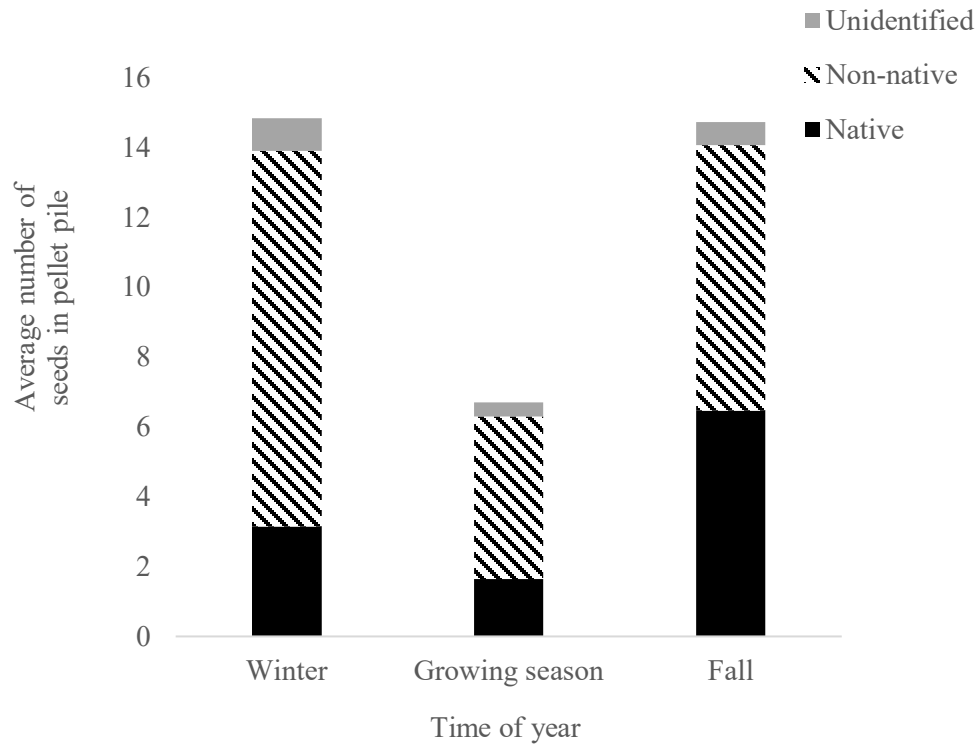 Unidentified
Non-native
Native
16
14
12
10
8
6
4
2
0
Average number of
seeds in pellet pile
Winter
Growing season
Fall
Time of year